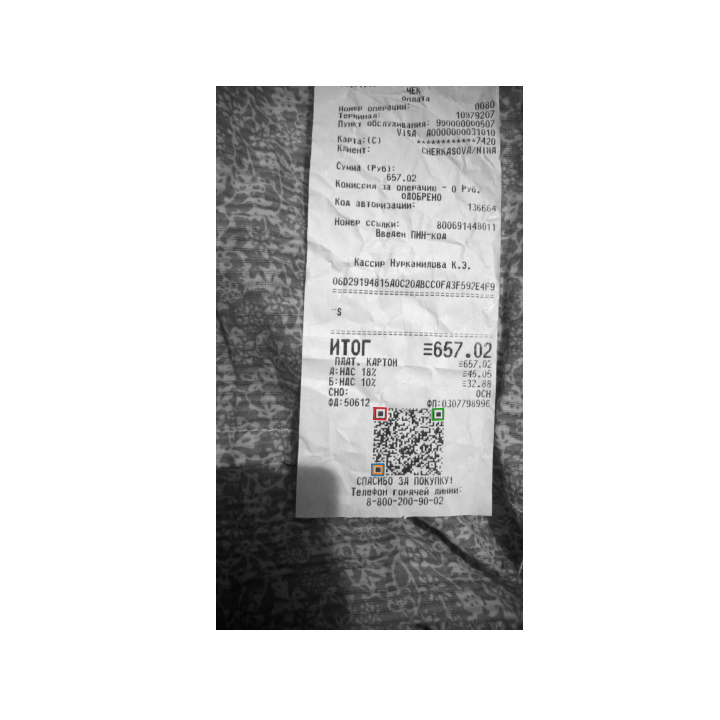 ЧЕК
Оплата
Номер операции: 0080
Терминал: 10979207
Пункт обслуживания: 990000000507
VISA A0000000031010
Карта:(С) ************7420
Клиент: CHERKASOVA/NINA
Сумма (Руб):
657.02
Комиссия за операцию - 0 Руб.
ОДОБРЕНО
Код авторизации: 136664
Номер ссылки: 800691448011
Введен ПИН-код
Кассир Нуркамилова К.Э.
06D29194815A0C20ABCC0FA3F592E4F9
================================
"S
================================
ИТОГ ≡657.02
ПЛАТ. КАРТОЙ ≡657.02
А:НДС 18% ≡45.05
Б:НДС 10% ≡32.88
СНО: ОСН
ФД:50612 ФП:0307798996
СПАСИБО ЗА ПОКУПКУ!
Телефон горячей линии:
8-800-200-90-02